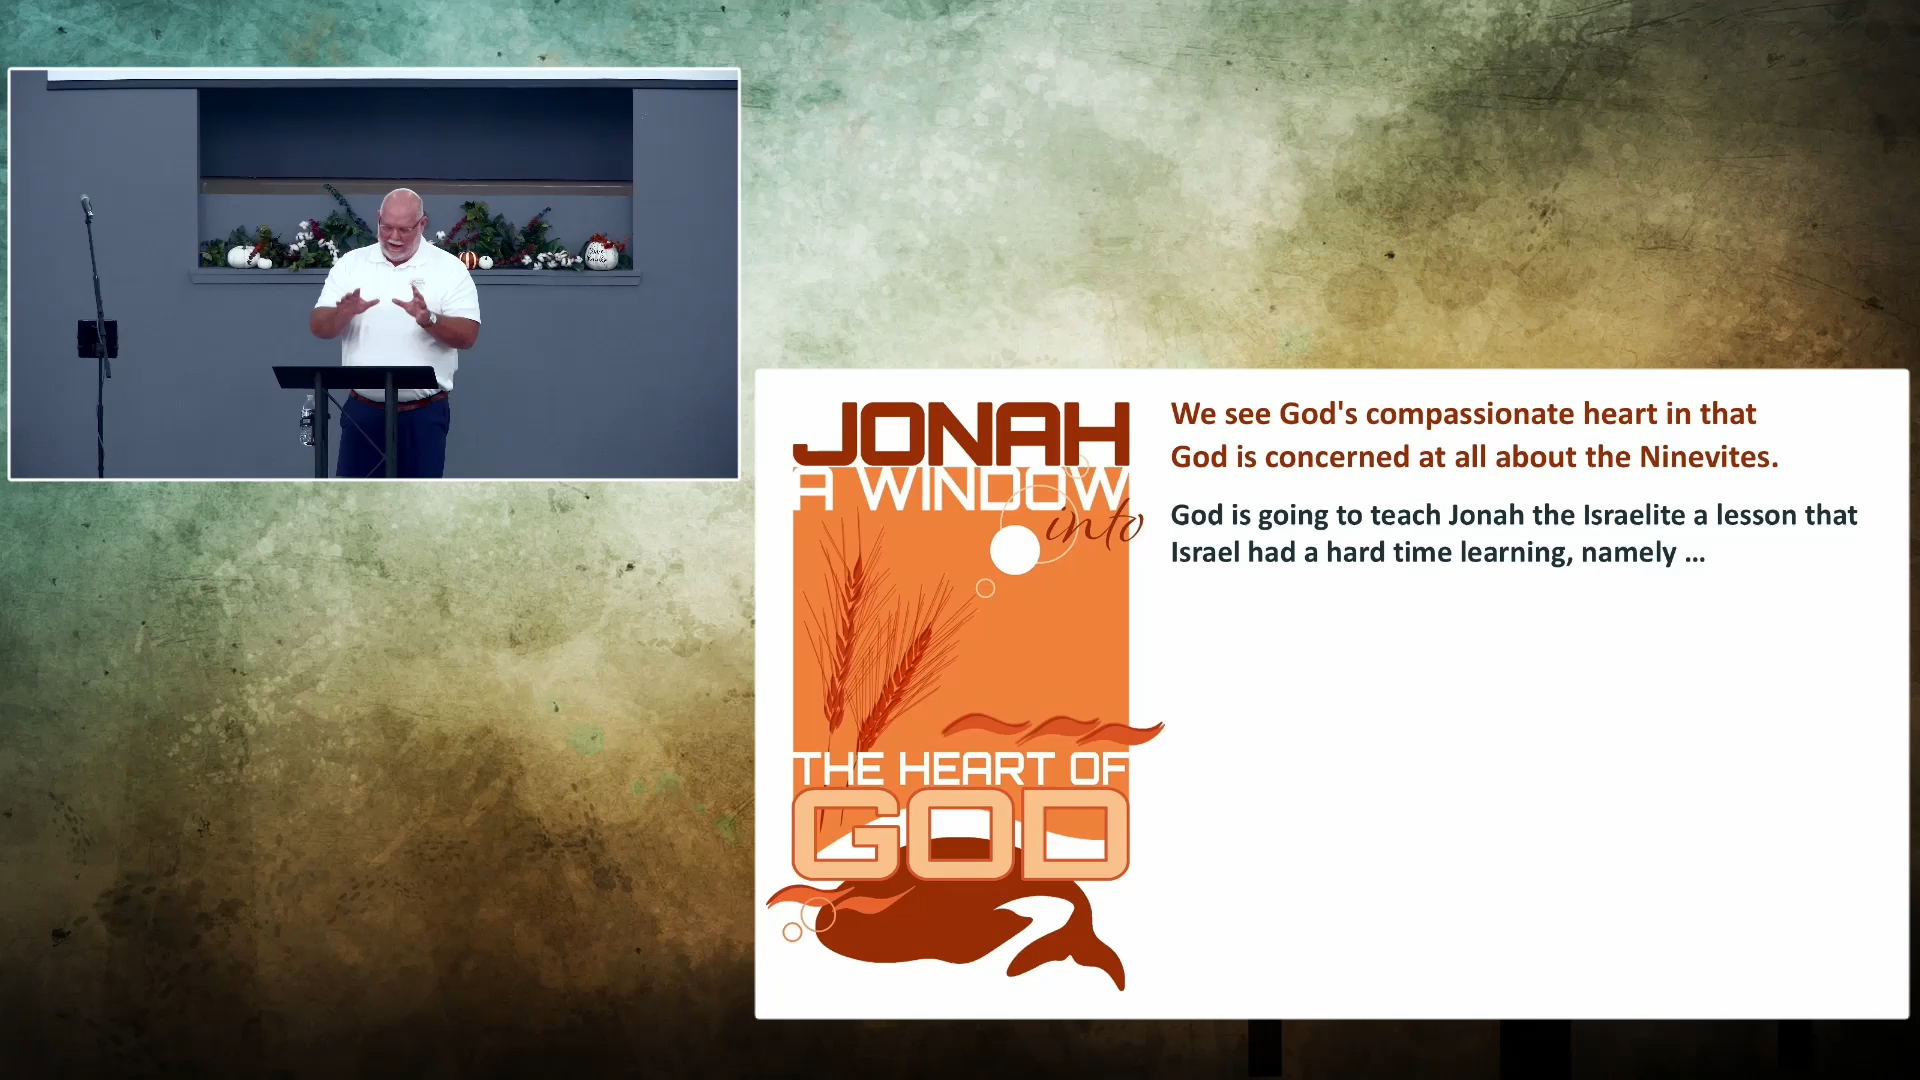 JONAH
A WINDOW
into
THE HEART OF
GOD
We see God's compassionate heart in that
God is concerned at all about the Ninevites.
God is going to teach Jonah the Israelite a lesson that
Israel had a hard time learning, namely ...